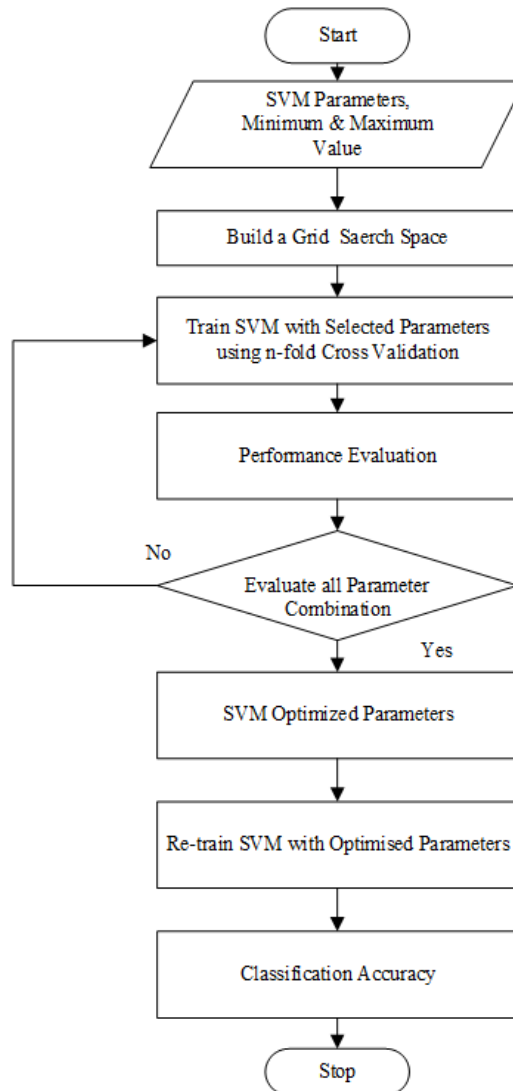 Start
SVM Parameters,
Minimum & Maximum
Value
Build a Grid Saerch Space
Train SVM with Selected Parameters
using n-fold Cross Validation
Performance Evaluation
No
Evaluate all Parameter
Combination
Yes
SVM Optimized Parameters
Re-train SVM with Optimised Parameters
Classification Accuracy
Stop